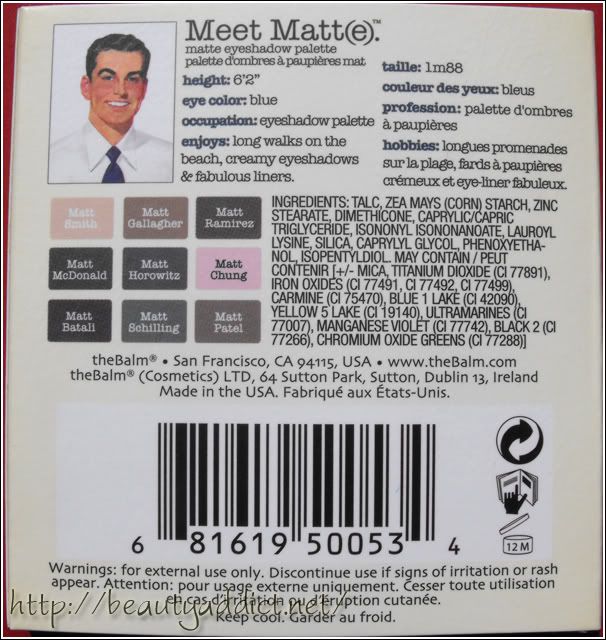 Meet Matt(e).™
matte eyeshadow palette
palette d'ombres à paupières mat
height: 6'2"
eye color: blue
occupation: eyeshadow palette
enjoys: long walks on the
beach, creamy eyeshadows
& fabulous liners.
taille: 1m88
couleur des yeux: bleus
profession: palette d'ombres
à paupières
hobbies: longues promenades
sur la plage, fards à paupières
crémeux et eye-liner fabuleux.
Matt
Smith
Matt
Gallagher
Matt
Ramirez
Matt
McDonald
Matt
Horowitz
Matt
Chung
Matt
Batali
Matt
Schilling
Matt
Patel
INGREDIENTS: TALC, ZEA MAYS (CORN) STARCH, ZINC
STEARATE, DIMETHICONE, CAPRYLIC/CAPRIC
TRIGLYCERIDE, ISONONYL ISONONANOATE, LAUROYL
LYSINE, SILICA, CAPRYLYL GLYCOL, PHENOXYETHA-
NOL, ISOPENTYLDIOL. MAY CONTAIN / PEUT
CONTENIR [+/- MICA, TITANIUM DIOXIDE (CI 77891),
IRON OXIDES (CI 77491, CI 77492, CI 77499),
CARMINE (CI 75470), BLUE 1 LAKE (CI 42090),
YELLOW 5 LAKE (CI 19140), ULTRAMARINES (CI
77007), MANGANESE VIOLET (CI 77742), BLACK 2 (CI
77266), CHROMIUM OXIDE GREENS (CI 77288)]
theBalm® • San Francisco, CA 94115, USA • www.theBalm.com
theBalm® (Cosmetics) LTD, 64 Sutton Park, Sutton, Dublin 13, Ireland
Made in the USA. Fabriqué aux États-Unis.
6 81619 50053 4
12 M
Warnings: for external use only. Discontinue use if signs of irritation or rash
appear. Attention: pour usage externe uniquement. Cesser toute utilisation
en cas d'irritation ou d'éruption cutanée.
Keep cool. Garder au froid.
http://beautyaddict.net/